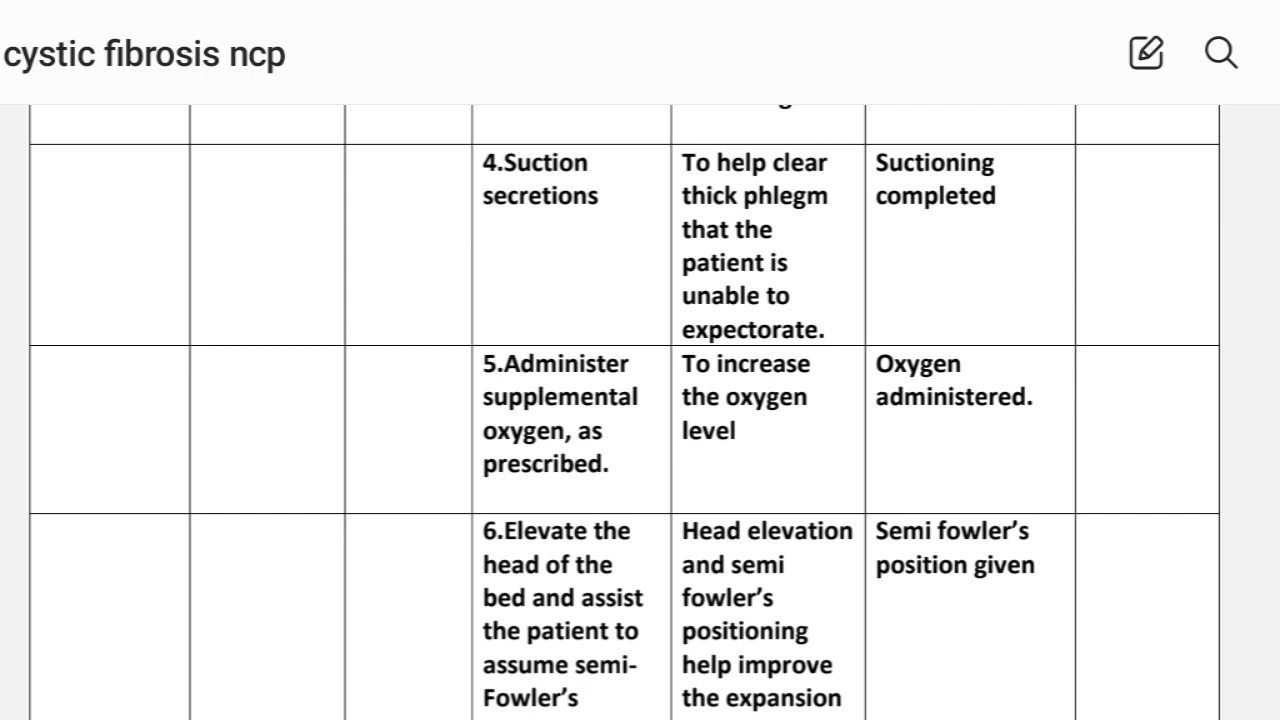 cystic fibrosis ncp
4.Suction
secretions
To help clear
thick phlegm
that the
patient is
unable to
expectorate.
Suctioning
completed
5.Administer
supplemental
oxygen, as
prescribed.
To increase
the oxygen
level
Oxygen
administered.
6.Elevate the
head of the
bed and assist
the patient to
assume semi-
Fowler’s
Head elevation
and semi
fowler’s
positioning
help improve
the expansion
Semi fowler’s
position given